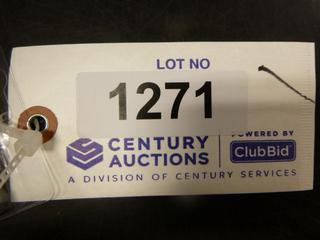 LOT NO
1271
CENTURY AUCTIONS
POWERED BY
ClubBid
A DIVISION OF CENTURY SERVICES